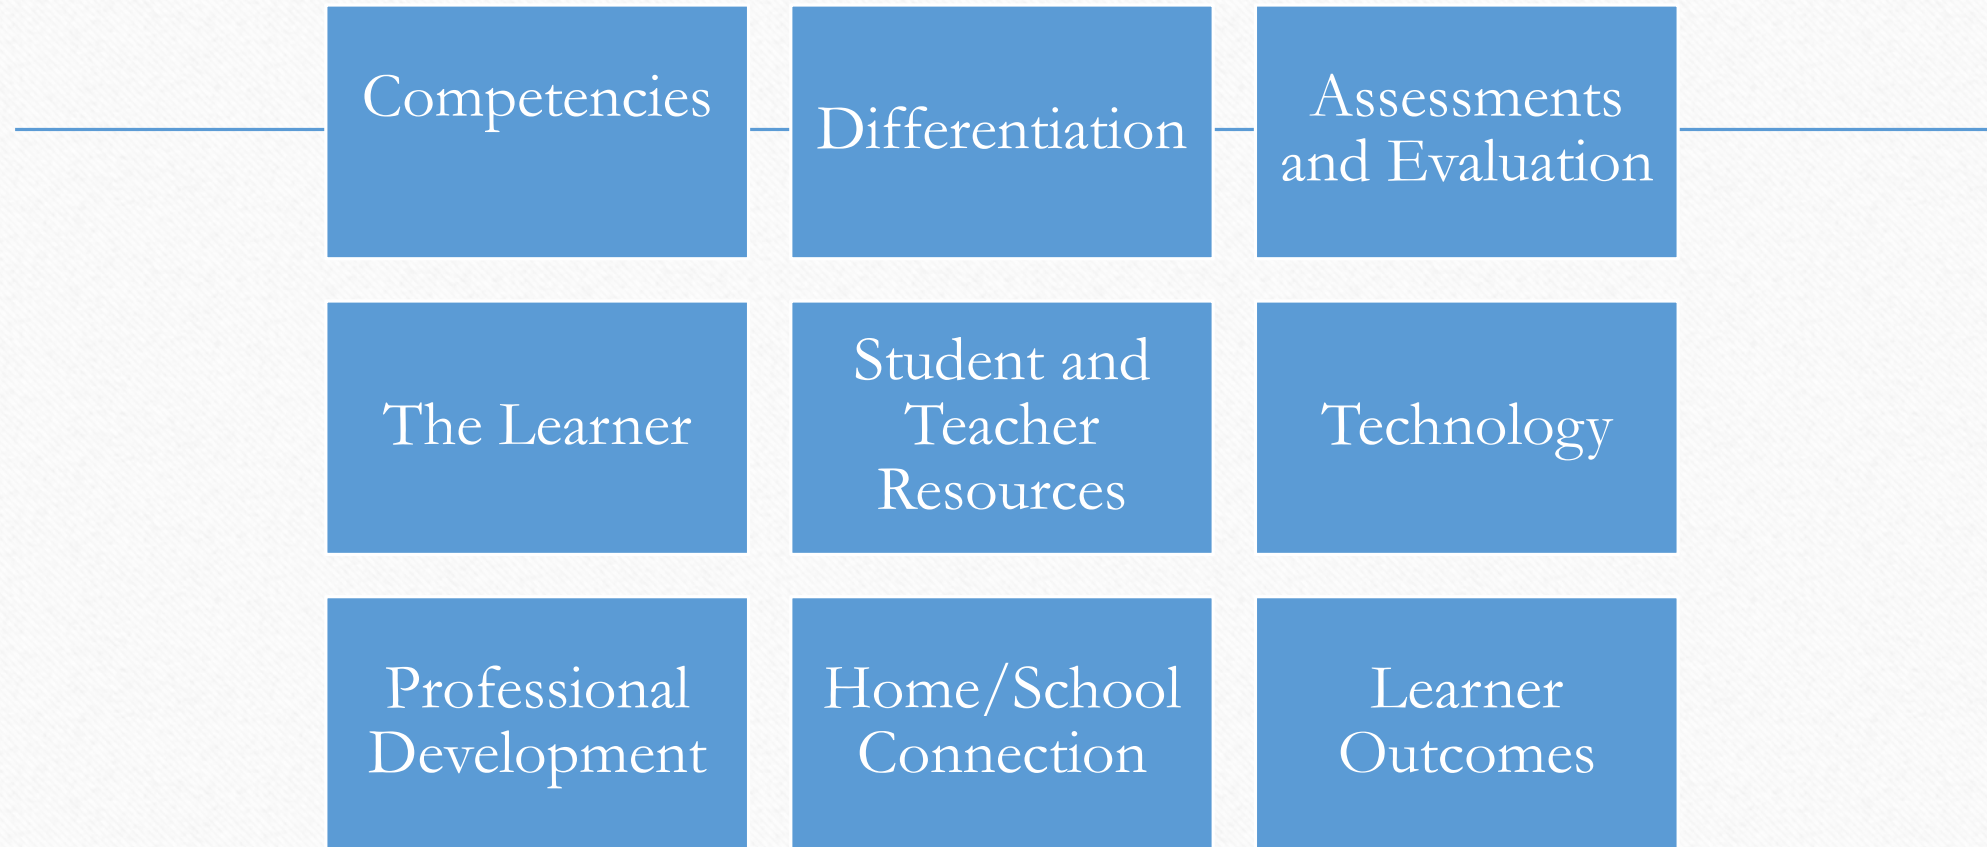 Competencies
Differentiation
Assessments
and Evaluation
The Learner
Student and
Teacher
Resources
Technology
Professional
Development
Home/School
Connection
Learner
Outcomes